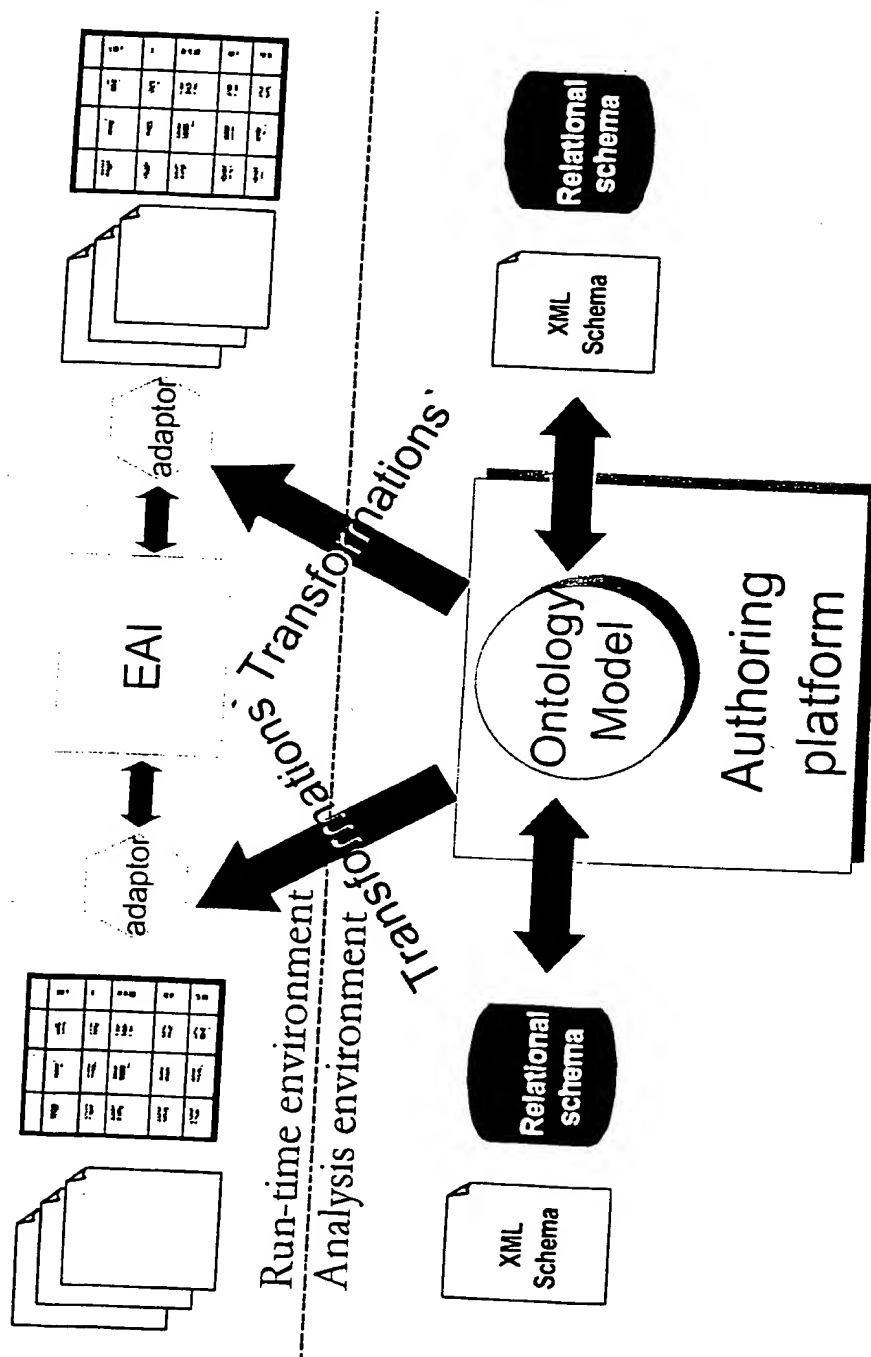 adaptor
EAI
adaptor
Run-time environment
Analysis environment
Transformations
Transformations
XML
Schema
Relational
schema
Ontology
Model
Authoring
platform
XML
Schema
Relational
schema